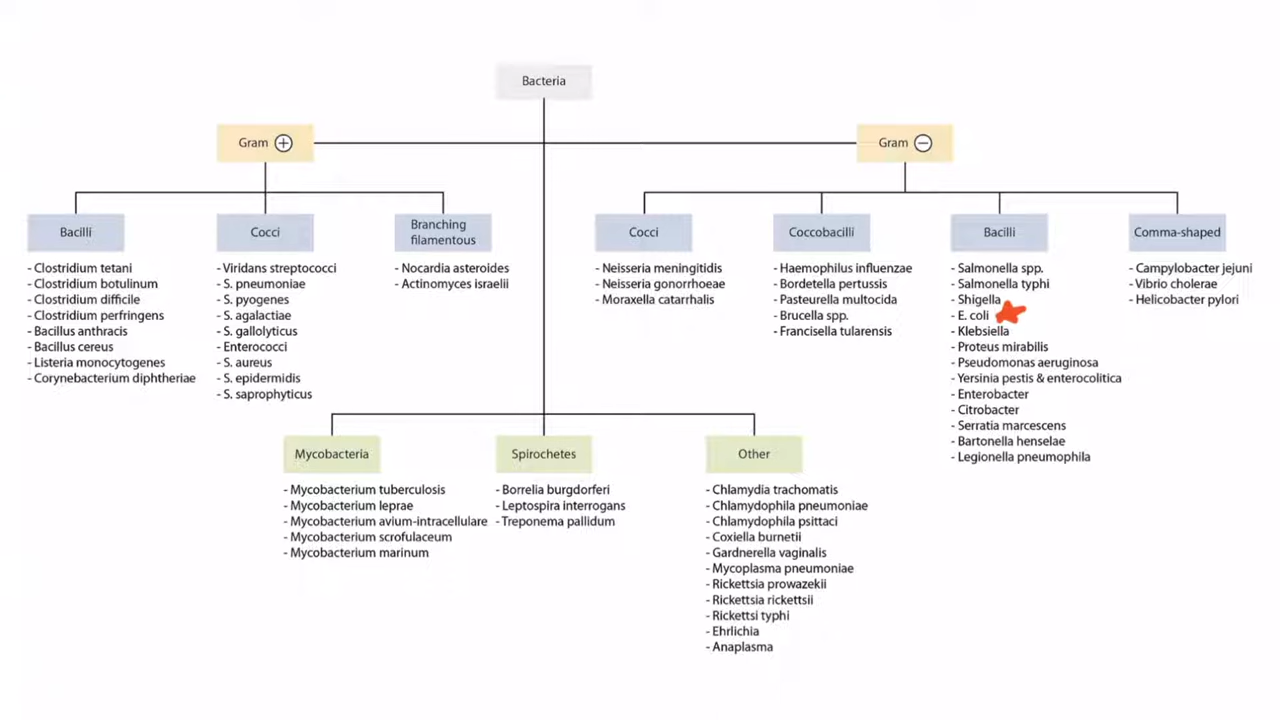 Bacteria
Gram +
Gram −
Bacilli
- Clostridium tetani
- Clostridium botulinum
- Clostridium difficile
- Clostridium perfringens
- Bacillus anthracis
- Bacillus cereus
- Listeria monocytogenes
- Corynebacterium diphtheriae
Cocci
- Viridans streptococci
- S. pneumoniae
- S. pyogenes
- S. agalactiae
- S. gallolyticus
- Enterococci
- S. aureus
- S. epidermidis
- S. saprophyticus
Branching
filamentous
- Nocardia asteroides
- Actinomyces israelii
Cocci
- Neisseria meningitidis
- Neisseria gonorrhoeae
- Moraxella catarrhalis
Coccobacilli
- Haemophilus influenzae
- Bordetella pertussis
- Pasteurella multocida
- Brucella spp.
- Francisella tularensis
Bacilli
- Salmonella spp.
- Salmonella typhi
- Shigella
- E. coli
- Klebsiella
- Proteus mirabilis
- Pseudomonas aeruginosa
- Yersinia pestis & enterocolitica
- Enterobacter
- Citrobacter
- Serratia marcescens
- Bartonella henselae
- Legionella pneumophila
Comma-shaped
- Campylobacter jejuni
- Vibrio cholerae
- Helicobacter pylori
Mycobacteria
- Mycobacterium tuberculosis
- Mycobacterium leprae
- Mycobacterium avium-intracellulare
- Mycobacterium scrofulaceum
- Mycobacterium marinum
Spirochetes
- Borrelia burgdorferi
- Leptospira interrogans
- Treponema pallidum
Other
- Chlamydia trachomatis
- Chlamydophila pneumoniae
- Chlamydophila psittaci
- Coxiella burnetii
- Gardnerella vaginalis
- Mycoplasma pneumoniae
- Rickettsia prowazekii
- Rickettsia rickettsii
- Rickettsi typhi
- Ehrlichia
- Anaplasma